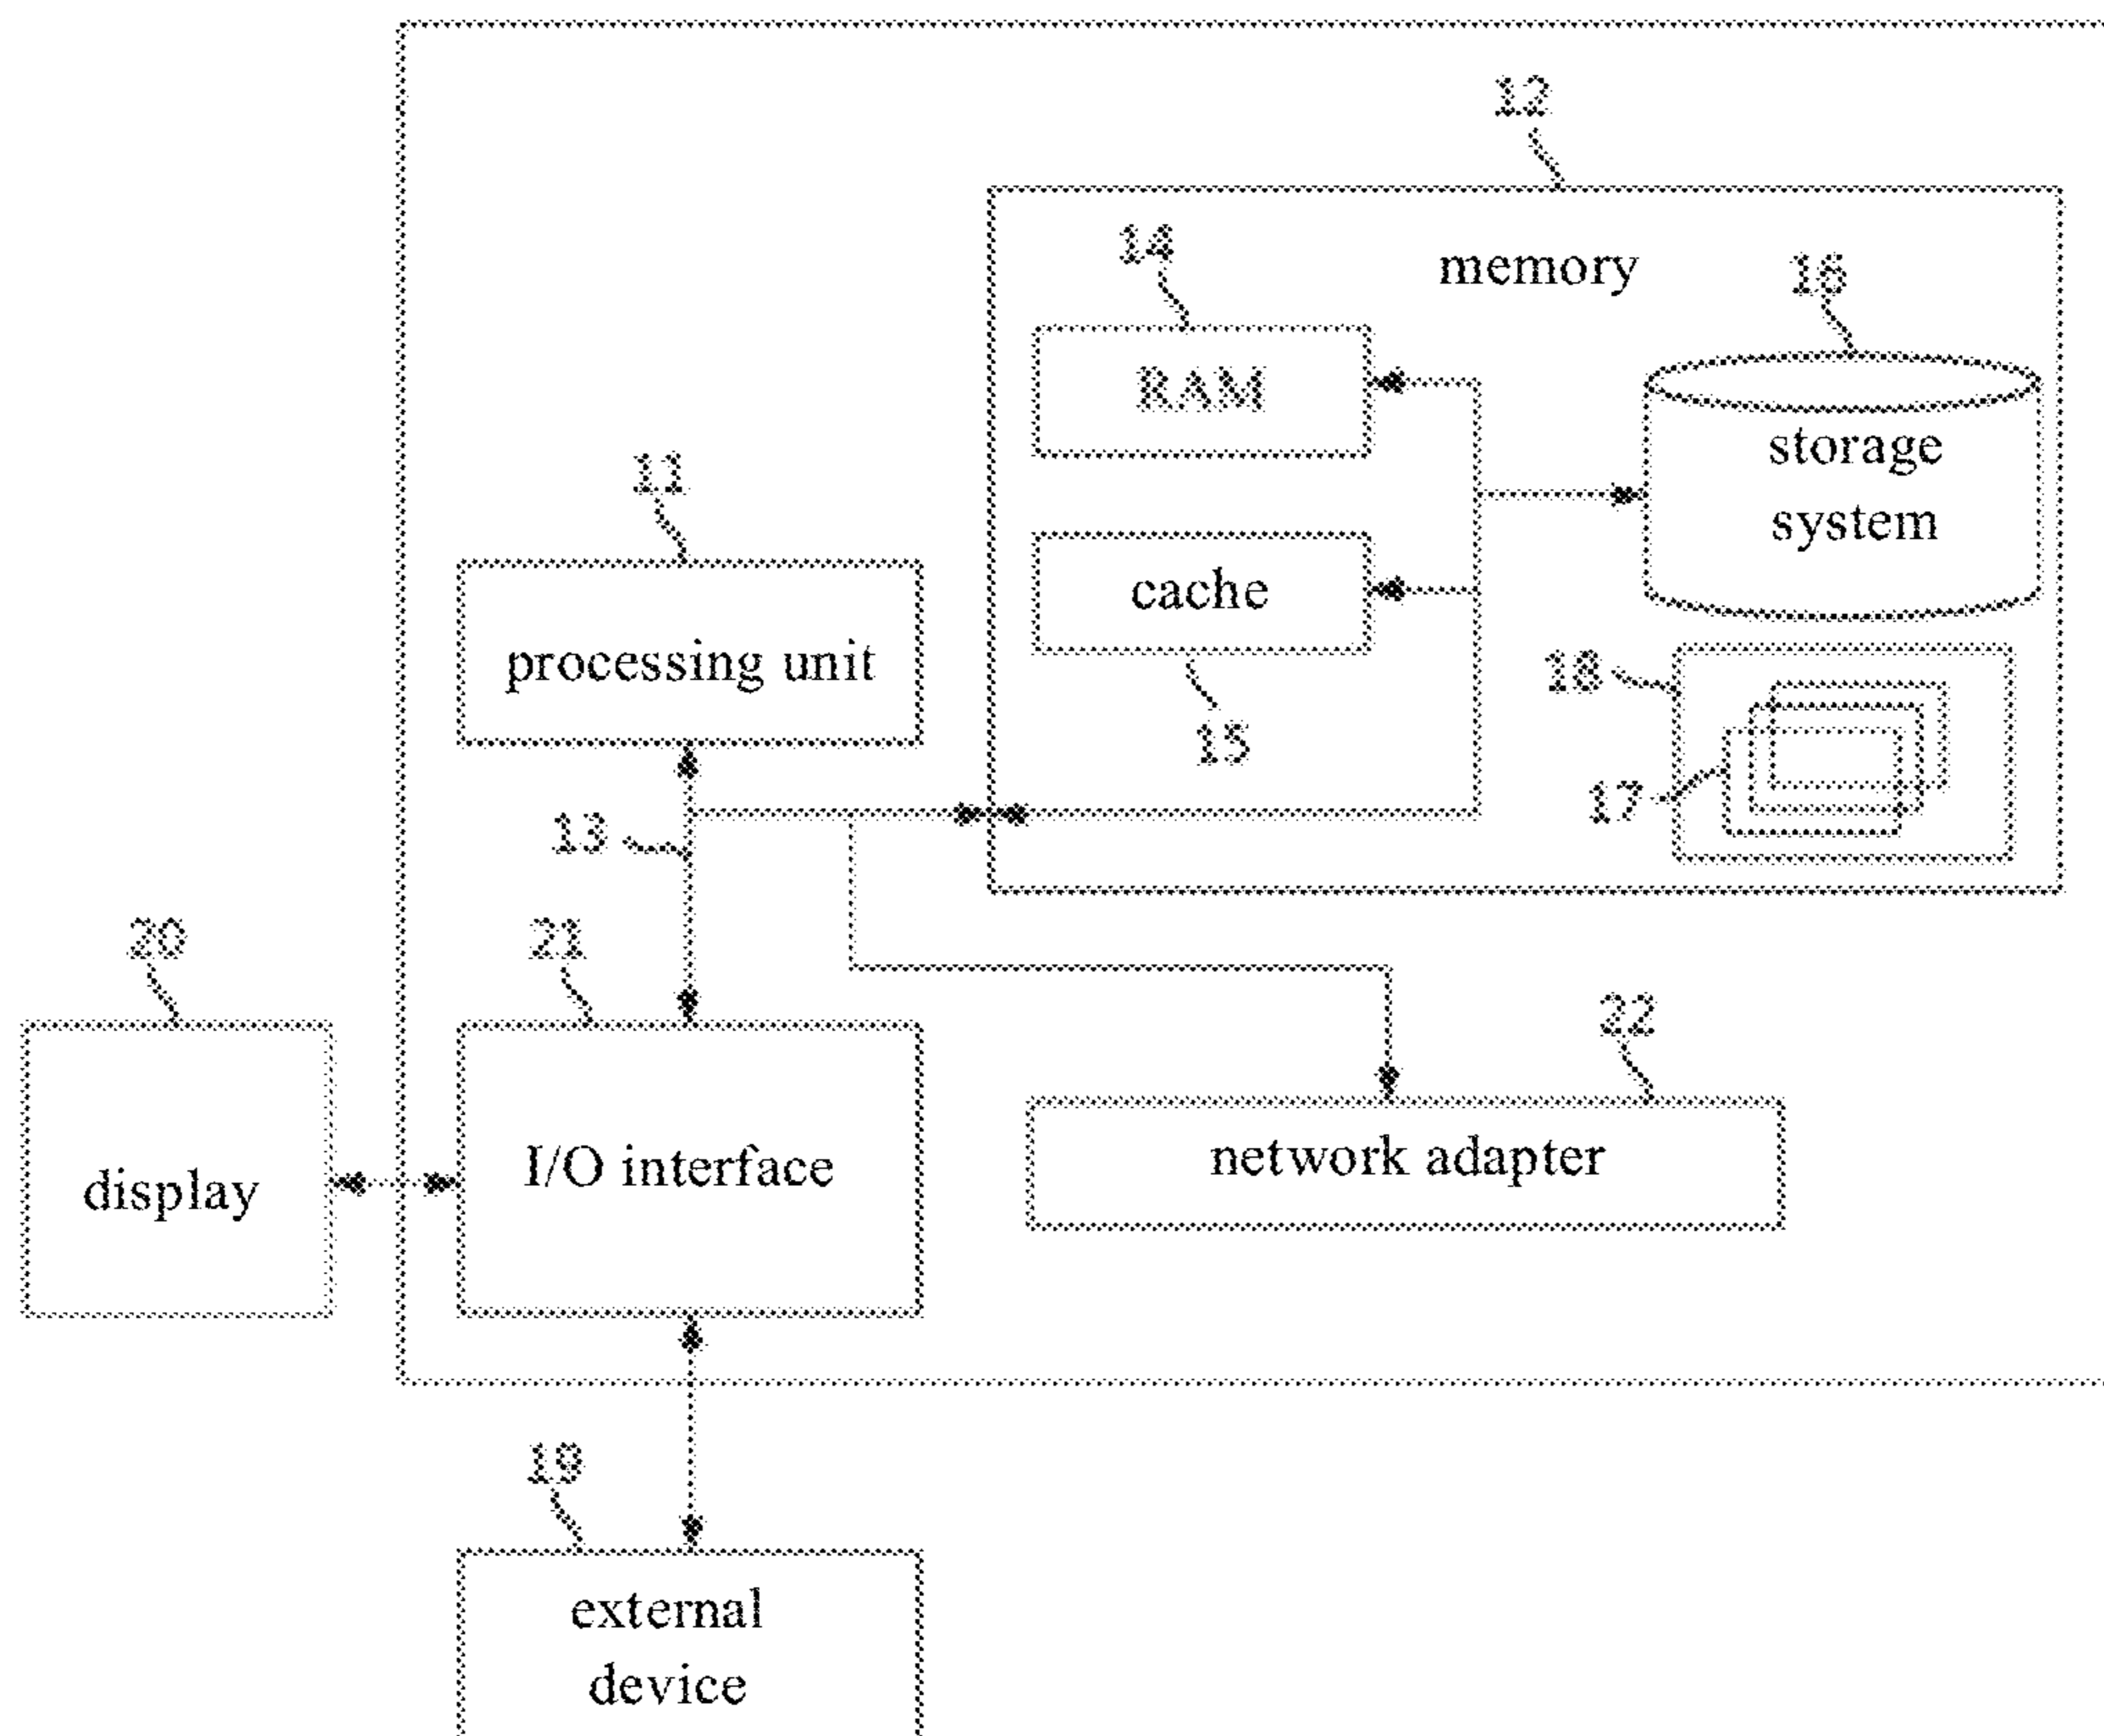 12
14
memory
16
RAM
storage
system
11
cache
processing unit
18
15
17
13
20
21
22
display
I/O interface
network adapter
19
external
device